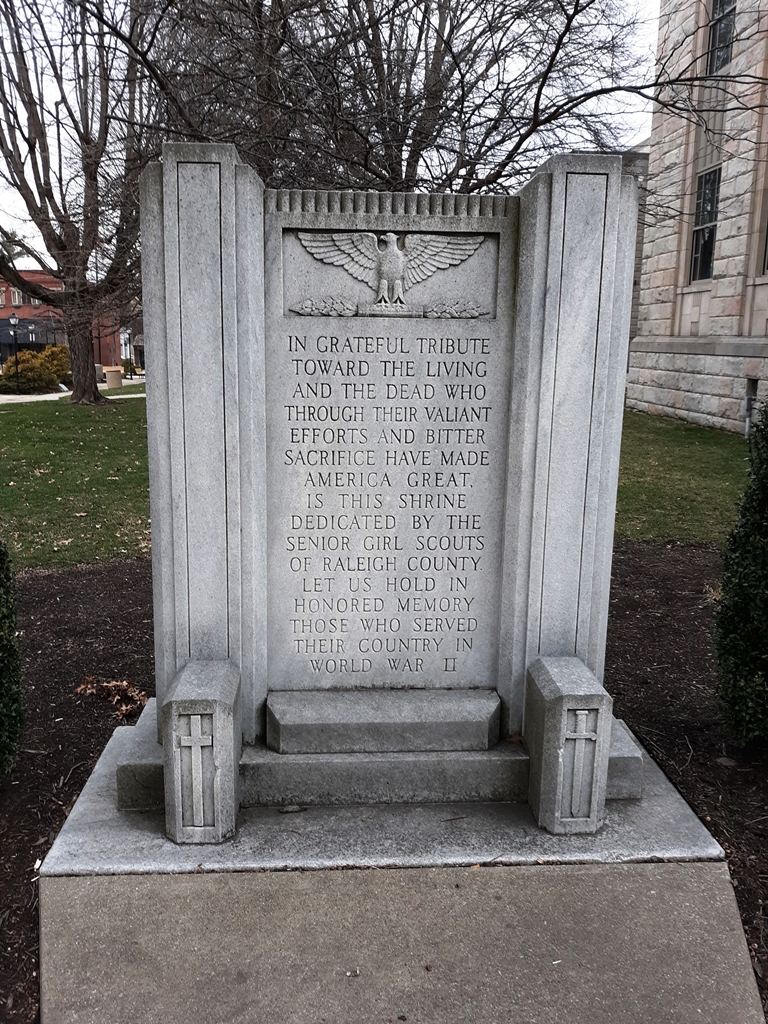 IN GRATEFUL TRIBUTE
TOWARD THE LIVING
AND THE DEAD WHO
THROUGH THEIR VALIANT
EFFORTS AND BITTER
SACRIFICE HAVE MADE
AMERICA GREAT,
IS THIS SHRINE
DEDICATED BY THE
SENIOR GIRL SCOUTS
OF RALEIGH COUNTY.
LET US HOLD IN
HONORED MEMORY
THOSE WHO SERVED
THEIR COUNTRY IN
WORLD WAR II